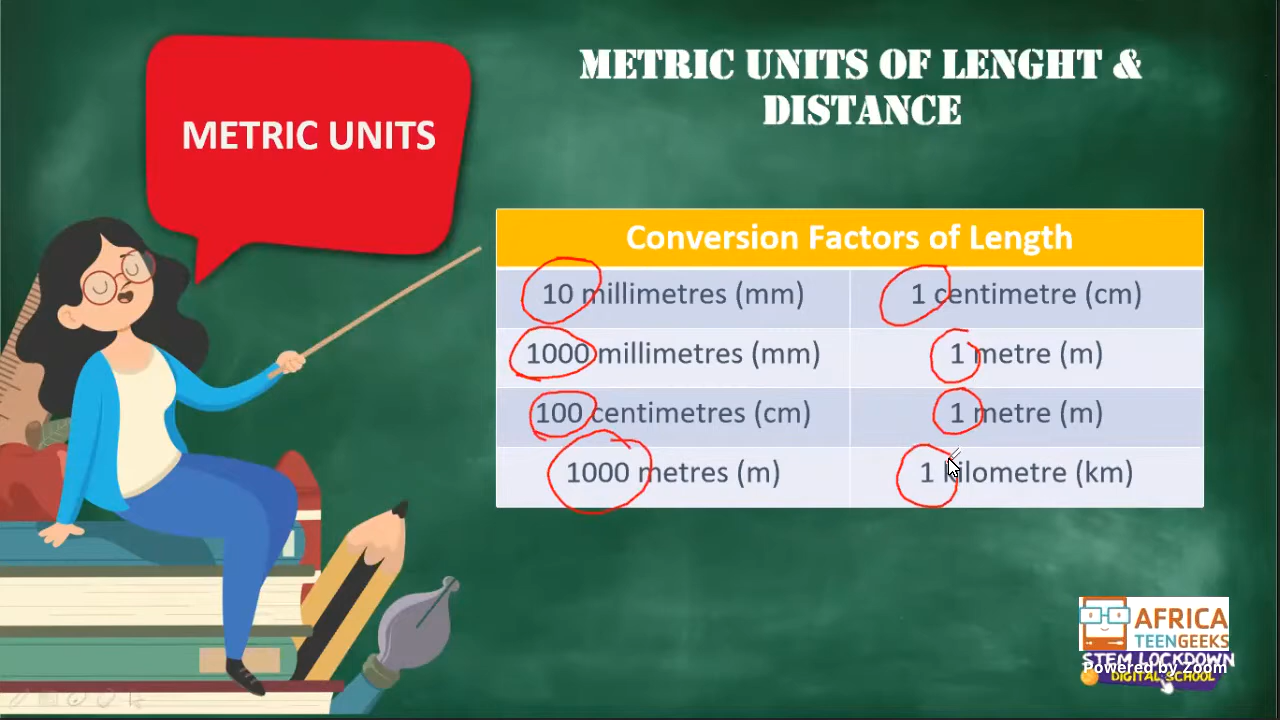 METRIC UNITS OF LENGHT &
DISTANCE
METRIC UNITS
Conversion Factors of Length
10 millimetres (mm) 1 centimetre (cm)
1000 millimetres (mm) 1 metre (m)
100 centimetres (cm) 1 metre (m)
1000 metres (m) 1 kilometre (km)
AFRICA
TEENGEEKS
STEM LOCKDOWN
Powered by Zoom
DIGITAL SCHOOL